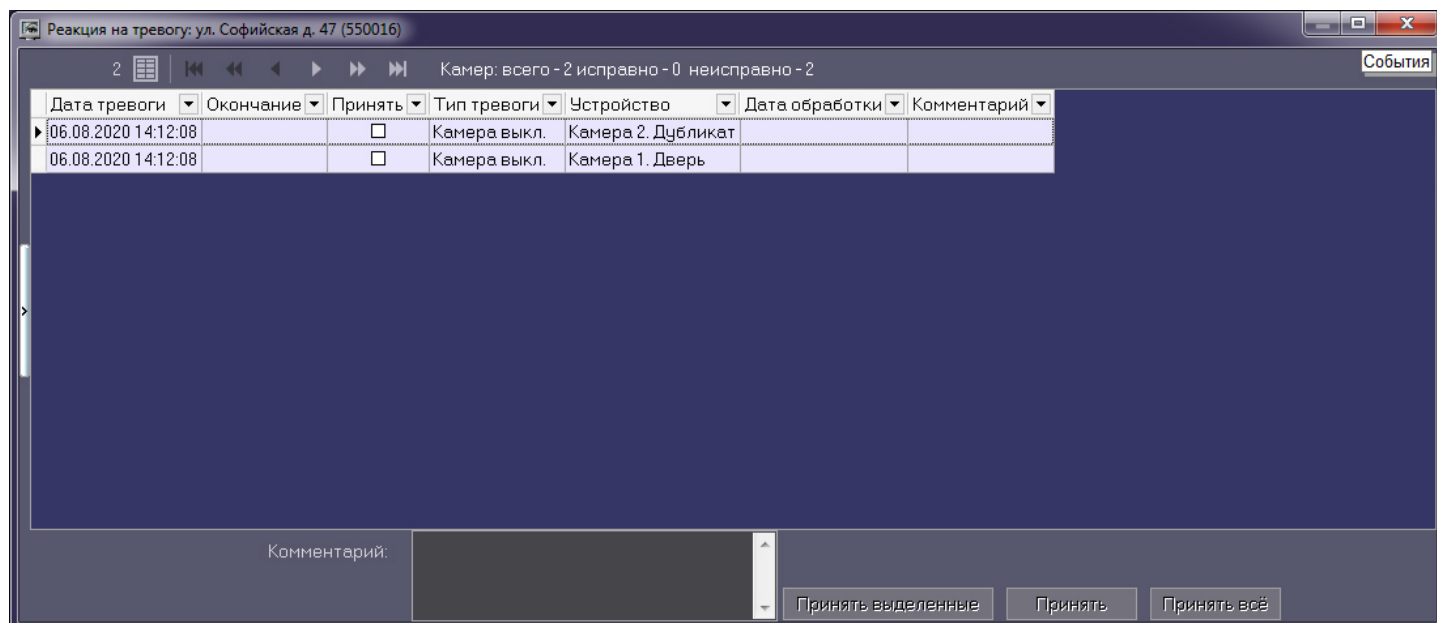 Реакция на тревогу: ул. Софийская д. 47 (550016)
2 Камер: всего - 2 исправно - 0 неисправно - 2 События
Дата тревоги Окончание Принять Тип тревоги Устройство Дата обработки Комментарий
06.08.2020 14:12:08 Камера выкл. Камера 2. Дубликат
06.08.2020 14:12:08 Камера выкл. Камера 1. Дверь
Комментарий:
Принять выделенные Принять Принять всё